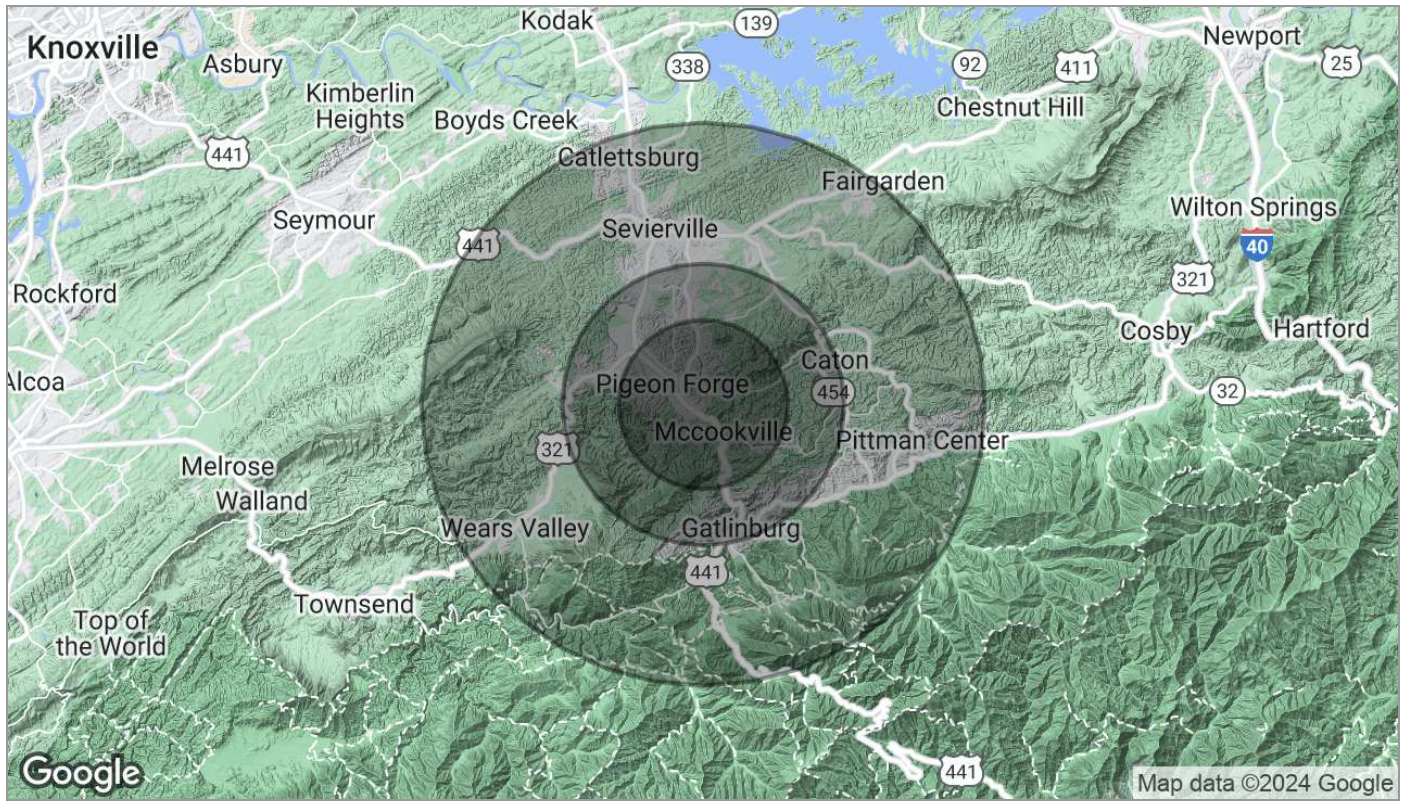 Kodak
139
Knoxville
Asbury
338
92
411
Newport
25
Kimberlin
Heights
Boyds Creek
Chestnut Hill
441
Catlettsburg
Fairgarden
Seymour
Sevierville
Wilton Springs
441
40
321
Rockford
Cosby
Hartford
Caton
Alcoa
Pigeon Forge
454
32
Mccookville
Pittman Center
321
Melrose
Walland
Wears Valley
Gatlinburg
441
Townsend
Top of
the World
441
Google
Map data ©2024 Google